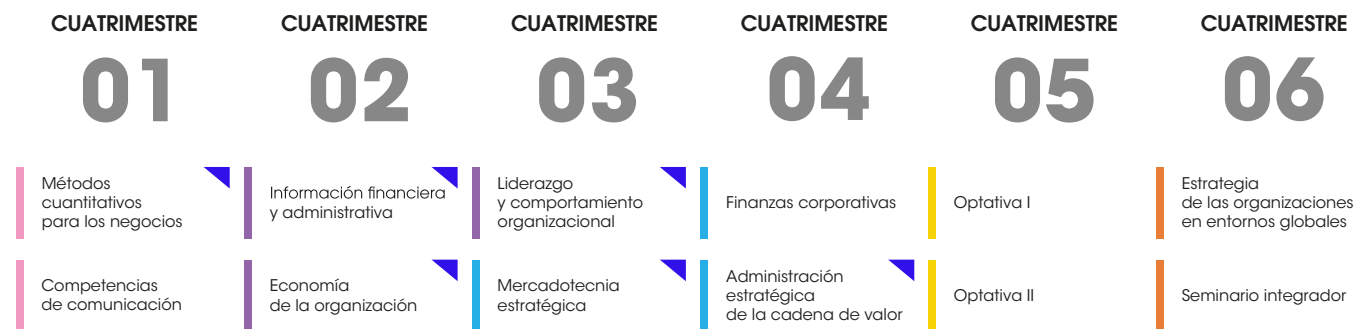 CUATRIMESTRE
01
CUATRIMESTRE
02
CUATRIMESTRE
03
CUATRIMESTRE
04
CUATRIMESTRE
05
CUATRIMESTRE
06
Métodos
cuantitativos
para los negocios
Información financiera
y administrativa
Liderazgo
y comportamiento
organizacional
Finanzas corporativas
Optativa I
Estrategia
de las organizaciones
en entornos globales
Competencias
de comunicación
Economía
de la organización
Mercadotecnia
estratégica
Administración
estratégica
de la cadena de valor
Optativa II
Seminario integrador